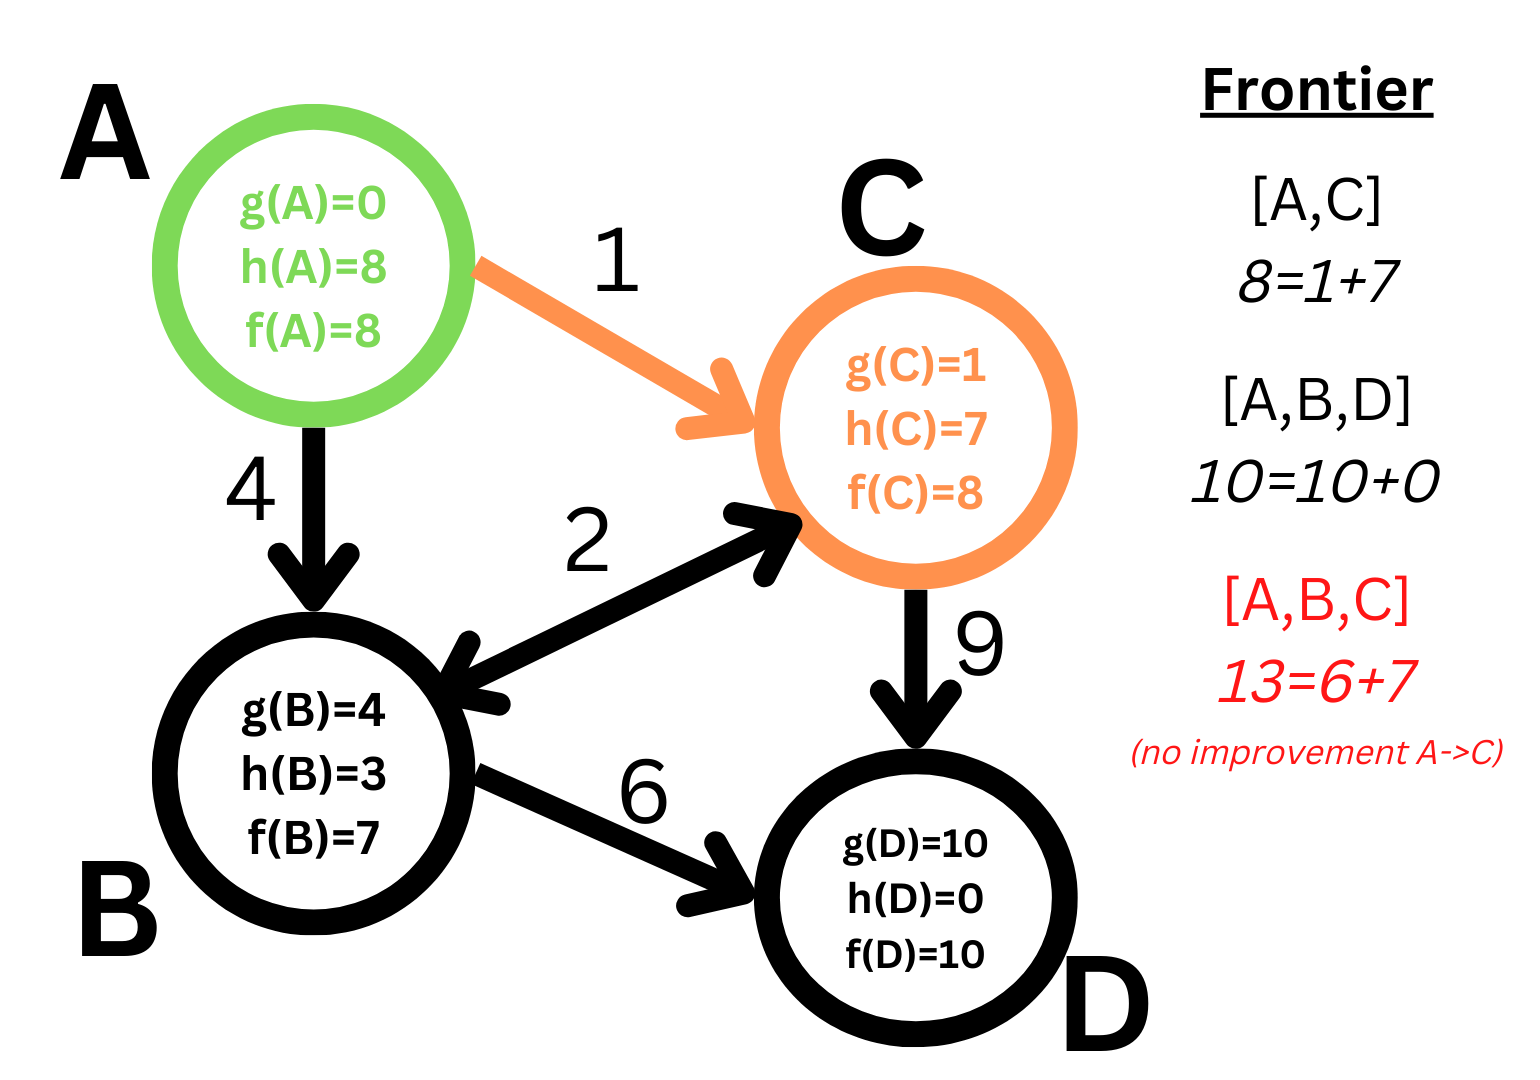 A
g(A)=0
h(A)=8
f(A)=8
1
C
g(C)=1
h(C)=7
f(C)=8
4
2
9
B
g(B)=4
h(B)=3
f(B)=7
6
D
g(D)=10
h(D)=0
f(D)=10
Frontier
[A,C]
8=1+7
[A,B,D]
10=10+0
[A,B,C]
13=6+7
(no improvement A->C)